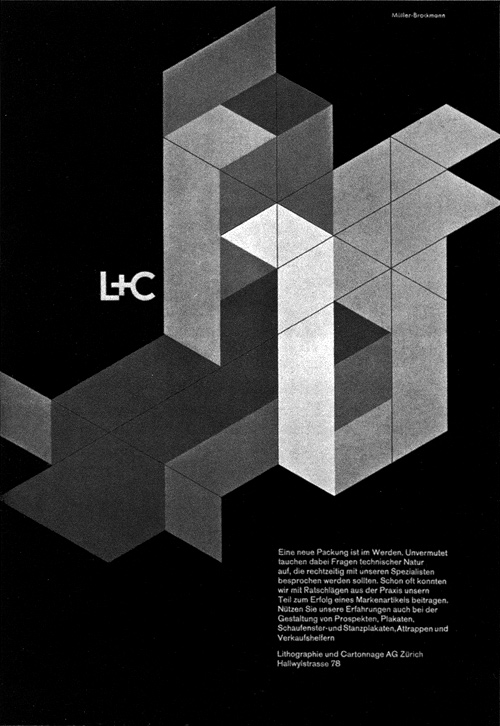 Müller-Brockmann
L+C
Eine neue Packung ist im Werden. Unvermutet
tauchen dabei Fragen technischer Natur
auf, die rechtzeitig mit unseren Spezialisten
besprochen werden sollten. Schon oft konnten
wir mit Ratschlägen aus der Praxis unsern
Teil zum Erfolg eines Markenartikels beitragen.
Nützen Sie unsere Erfahrungen auch bei der
Gestaltung von Prospekten, Plakaten,
Schaufenster-und Stanzplakaten, Attrappen und
Verkaufshelfern
Lithographie und Cartonnage AG Zürich
Hallwylstrasse 78